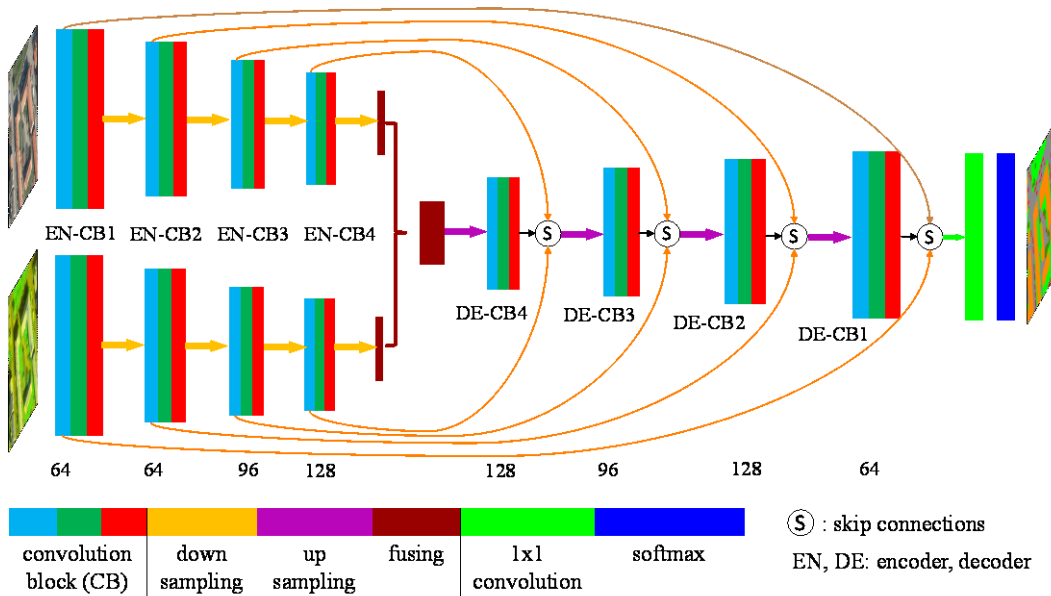 EN-CB1 EN-CB2 EN-CB3 EN-CB4
S S S S
DE-CB4 DE-CB3 DE-CB2 DE-CB1
64 64 96 128 128 96 128 64
convolution block (CB)
down sampling
up sampling
fusing
1x1 convolution
softmax
S : skip connections
EN, DE: encoder, decoder